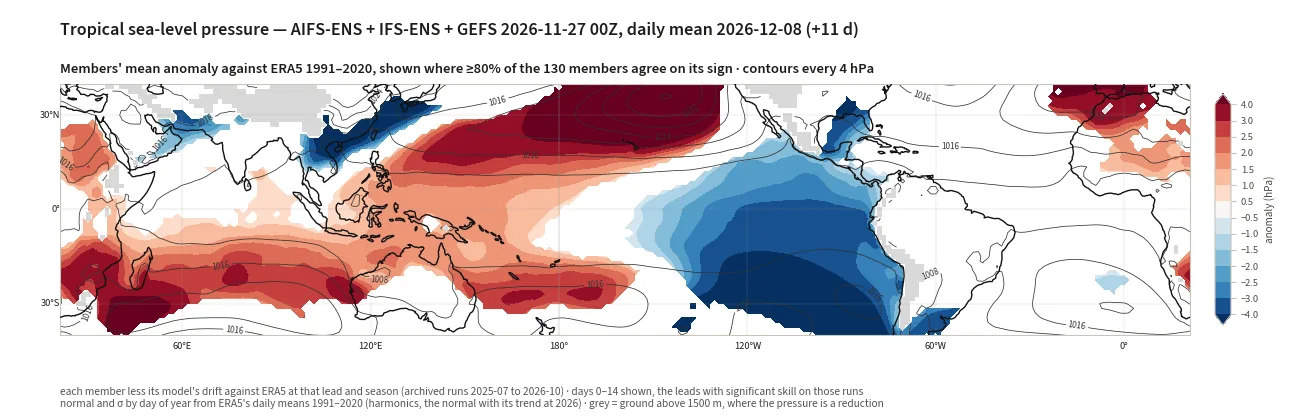 Tropical sea-level pressure — AIFS-ENS + IFS-ENS + GEFS 2026-11-27 00Z, daily mean 2026-12-08 (+11 d)
Members' mean anomaly against ERA5 1991–2020, shown where ≥80% of the 130 members agree on its sign · contours every 4 hPa
30°N
0°
30°S
60°E
120°E
180°
120°W
60°W
0°
1016
1016
1016
1016
1016
1016
1016
1016
1016
1008
1016
1016
1016
1008
1016
4.0
3.0
2.5
2.0
1.5
1.0
0.5
−0.5
−1.0
−1.5
−2.0
−2.5
−3.0
−4.0
anomaly (hPa)
each member less its model's drift against ERA5 at that lead and season (archived runs 2025-07 to 2026-10) · days 0–14 shown, the leads with significant skill on those runs
normal and σ by day of year from ERA5's daily means 1991–2020 (harmonics, the normal with its trend at 2026) · grey = ground above 1500 m, where the pressure is a reduction